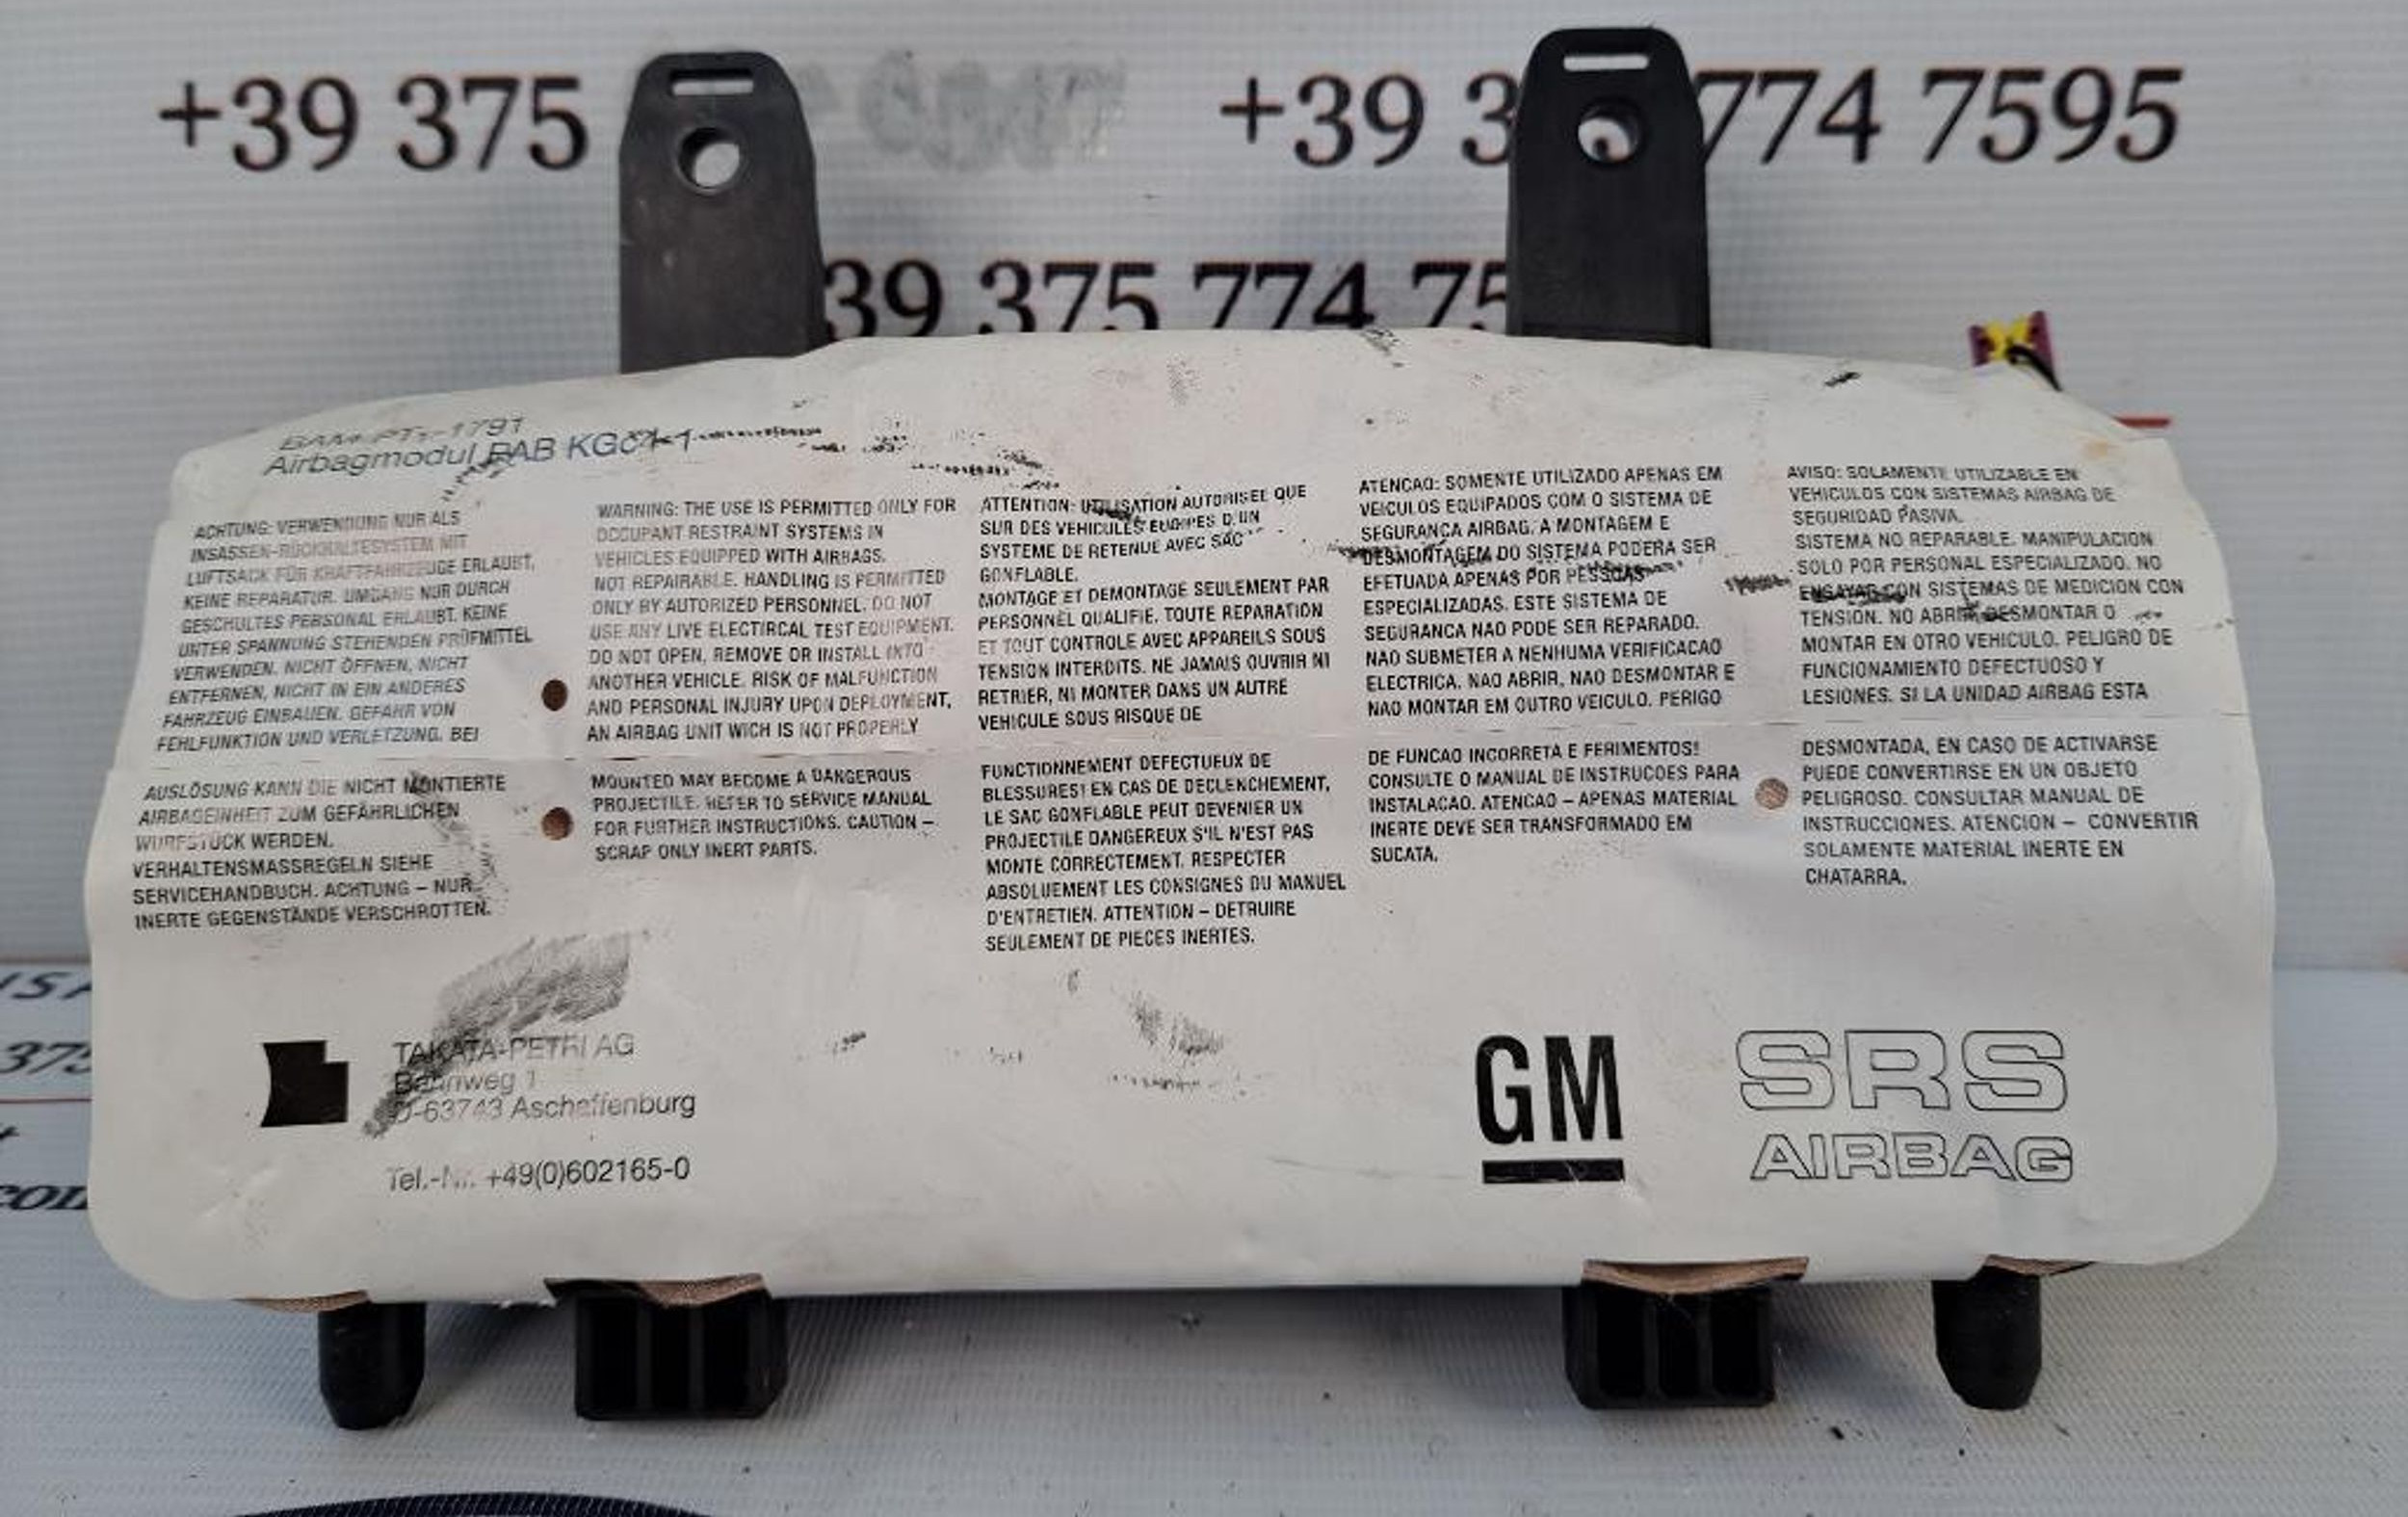 +39 375
+39 3 774 7595
39 375 774 75
BAM-PT1-1791
Airbagmodul PAB KG
ACHTUNG: VERWENDUNG NUR ALS
INSASSEN-RÜCKHALTESYSTEM MIT
LUFTSACK FÜR KRAFTFAHRZEUGE ERLAUBT,
KEINE REPARATUR. UMGANG NUR DURCH
GESCHULTES PERSONAL ERLAUBT. KEINE
UNTER SPANNUNG STEHENDEN PRÜFMITTEL
VERWENDEN. NICHT ÖFFNEN, NICHT
ENTFERNEN, NICHT IN EIN ANDERES
FAHRZEUG EINBAUEN. GEFAHR VON
FEHLFUNKTION UND VERLETZUNG. BEI
AUSLÖSUNG KANN DIE NICHT MONTIERTE
AIRBAGEINHEIT ZUM GEFÄHRLICHEN
WURFSTÜCK WERDEN.
VERHALTENSMASSREGELN SIEHE
SERVICEHANDBUCH. ACHTUNG – NUR
INERTE GEGENSTÄNDE VERSCHROTTEN.
WARNING: THE USE IS PERMITTED ONLY FOR
OCCUPANT RESTRAINT SYSTEMS IN
VEHICLES EQUIPPED WITH AIRBAGS.
NOT REPAIRABLE. HANDLING IS PERMITTED
ONLY BY AUTORIZED PERSONNEL. DO NOT
USE ANY LIVE ELECTIRCAL TEST EQUIPMENT.
DO NOT OPEN, REMOVE OR INSTALL INTO
ANOTHER VEHICLE. RISK OF MALFUNCTION
AND PERSONAL INJURY UPON DEPLOYMENT,
AN AIRBAG UNIT WICH IS NOT PROPERLY
MOUNTED MAY BECOME A DANGEROUS
PROJECTILE. REFER TO SERVICE MANUAL
FOR FURTHER INSTRUCTIONS. CAUTION –
SCRAP ONLY INERT PARTS.
ATTENTION: UTILISATION AUTORISEE QUE
SUR DES VEHICULES EQUIPES D'UN
SYSTEME DE RETENUE AVEC SAC
GONFLABLE.
MONTAGE ET DEMONTAGE SEULEMENT PAR
PERSONNEL QUALIFIE. TOUTE REPARATION
ET TOUT CONTROLE AVEC APPAREILS SOUS
TENSION INTERDITS. NE JAMAIS OUVRIR NI
RETRIER, NI MONTER DANS UN AUTRE
VEHICULE SOUS RISQUE DE
FUNCTIONNEMENT DEFECTUEUX DE
BLESSURES! EN CAS DE DECLENCHEMENT,
LE SAC GONFLABLE PEUT DEVENIER UN
PROJECTILE DANGEREUX S'IL N'EST PAS
MONTE CORRECTEMENT. RESPECTER
ABSOLUEMENT LES CONSIGNES DU MANUEL
D'ENTRETIEN. ATTENTION – DETRUIRE
SEULEMENT DE PIECES INERTES.
ATENCAO: SOMENTE UTILIZADO APENAS EM
VEICULOS EQUIPADOS COM O SISTEMA DE
SEGURANCA AIRBAG. A MONTAGEM E
DESMONTAGEM DO SISTEMA PODERA SER
EFETUADA APENAS POR PESSOAS
ESPECIALIZADAS. ESTE SISTEMA DE
SEGURANCA NAO PODE SER REPARADO.
NAO SUBMETER A NENHUMA VERIFICACAO
ELECTRICA. NAO ABRIR, NAO DESMONTAR E
NAO MONTAR EM OUTRO VEICULO. PERIGO
DE FUNCAO INCORRETA E FERIMENTOS!
CONSULTE O MANUAL DE INSTRUCOES PARA
INSTALACAO. ATENCAO – APENAS MATERIAL
INERTE DEVE SER TRANSFORMADO EM
SUCATA.
AVISO: SOLAMENTE UTILIZABLE EN
VEHICULOS CON SISTEMAS AIRBAG DE
SEGURIDAD PASIVA.
SISTEMA NO REPARABLE. MANIPULACION
SOLO POR PERSONAL ESPECIALIZADO. NO
ENSAYAR CON SISTEMAS DE MEDICION CON
TENSION. NO ABRIR DESMONTAR O
MONTAR EN OTRO VEHICULO. PELIGRO DE
FUNCIONAMIENTO DEFECTUOSO Y
LESIONES. SI LA UNIDAD AIRBAG ESTA
DESMONTADA, EN CASO DE ACTIVARSE
PUEDE CONVERTIRSE EN UN OBJETO
PELIGROSO. CONSULTAR MANUAL DE
INSTRUCCIONES. ATENCION – CONVERTIR
SOLAMENTE MATERIAL INERTE EN
CHATARRA.
TAKATA-PETRI AG
Bahnweg 1
D-63743 Aschaffenburg
Tel.-Nr. +49(0)602165-0
GM
SRS
AIRBAG
375